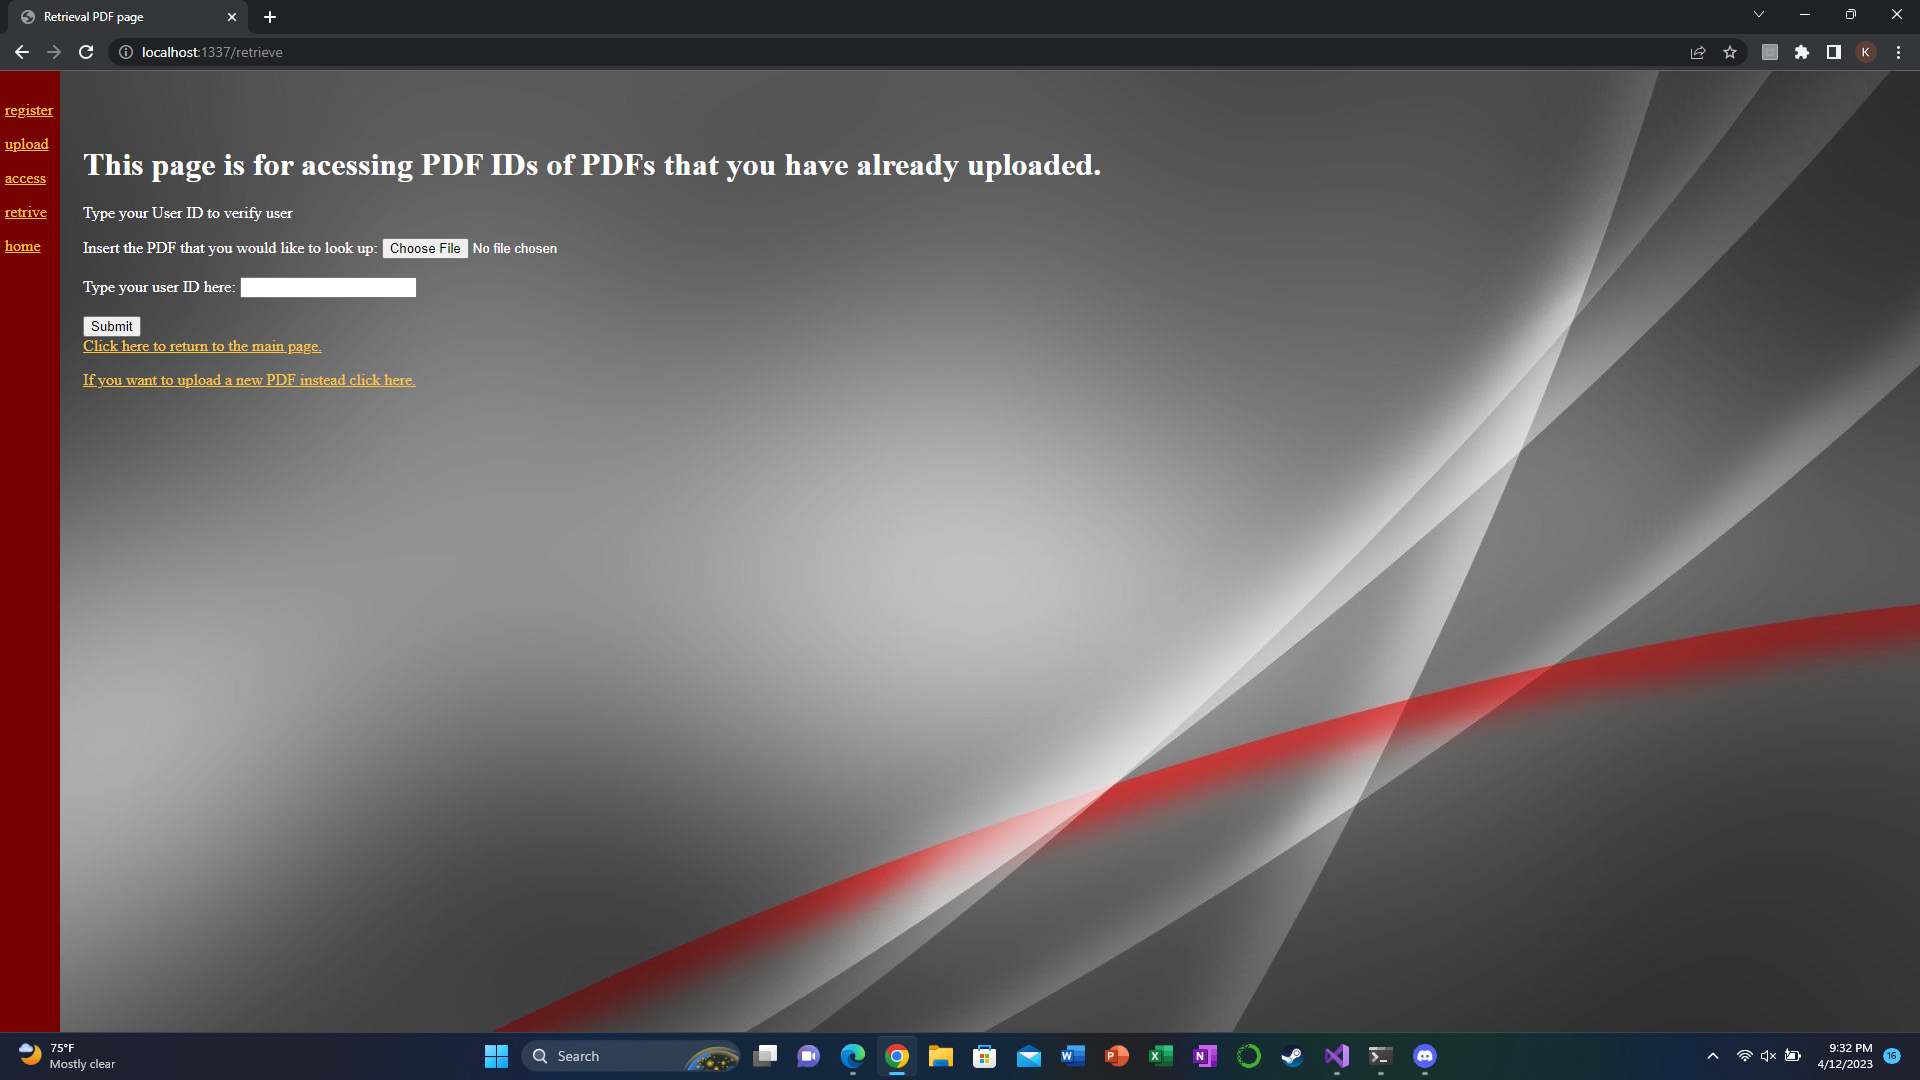 Retrieval PDF page
localhost:1337/retrieve
K
register
upload
access
retrive
home
This page is for acessing PDF IDs of PDFs that you have already uploaded.
Type your User ID to verify user
Insert the PDF that you would like to look up: Choose File No file chosen
Type your user ID here:
Submit
Click here to return to the main page.
If you want to upload a new PDF instead click here.
75°F
Mostly clear
Search
W
P
X
N
9:32 PM
4/12/2023
16